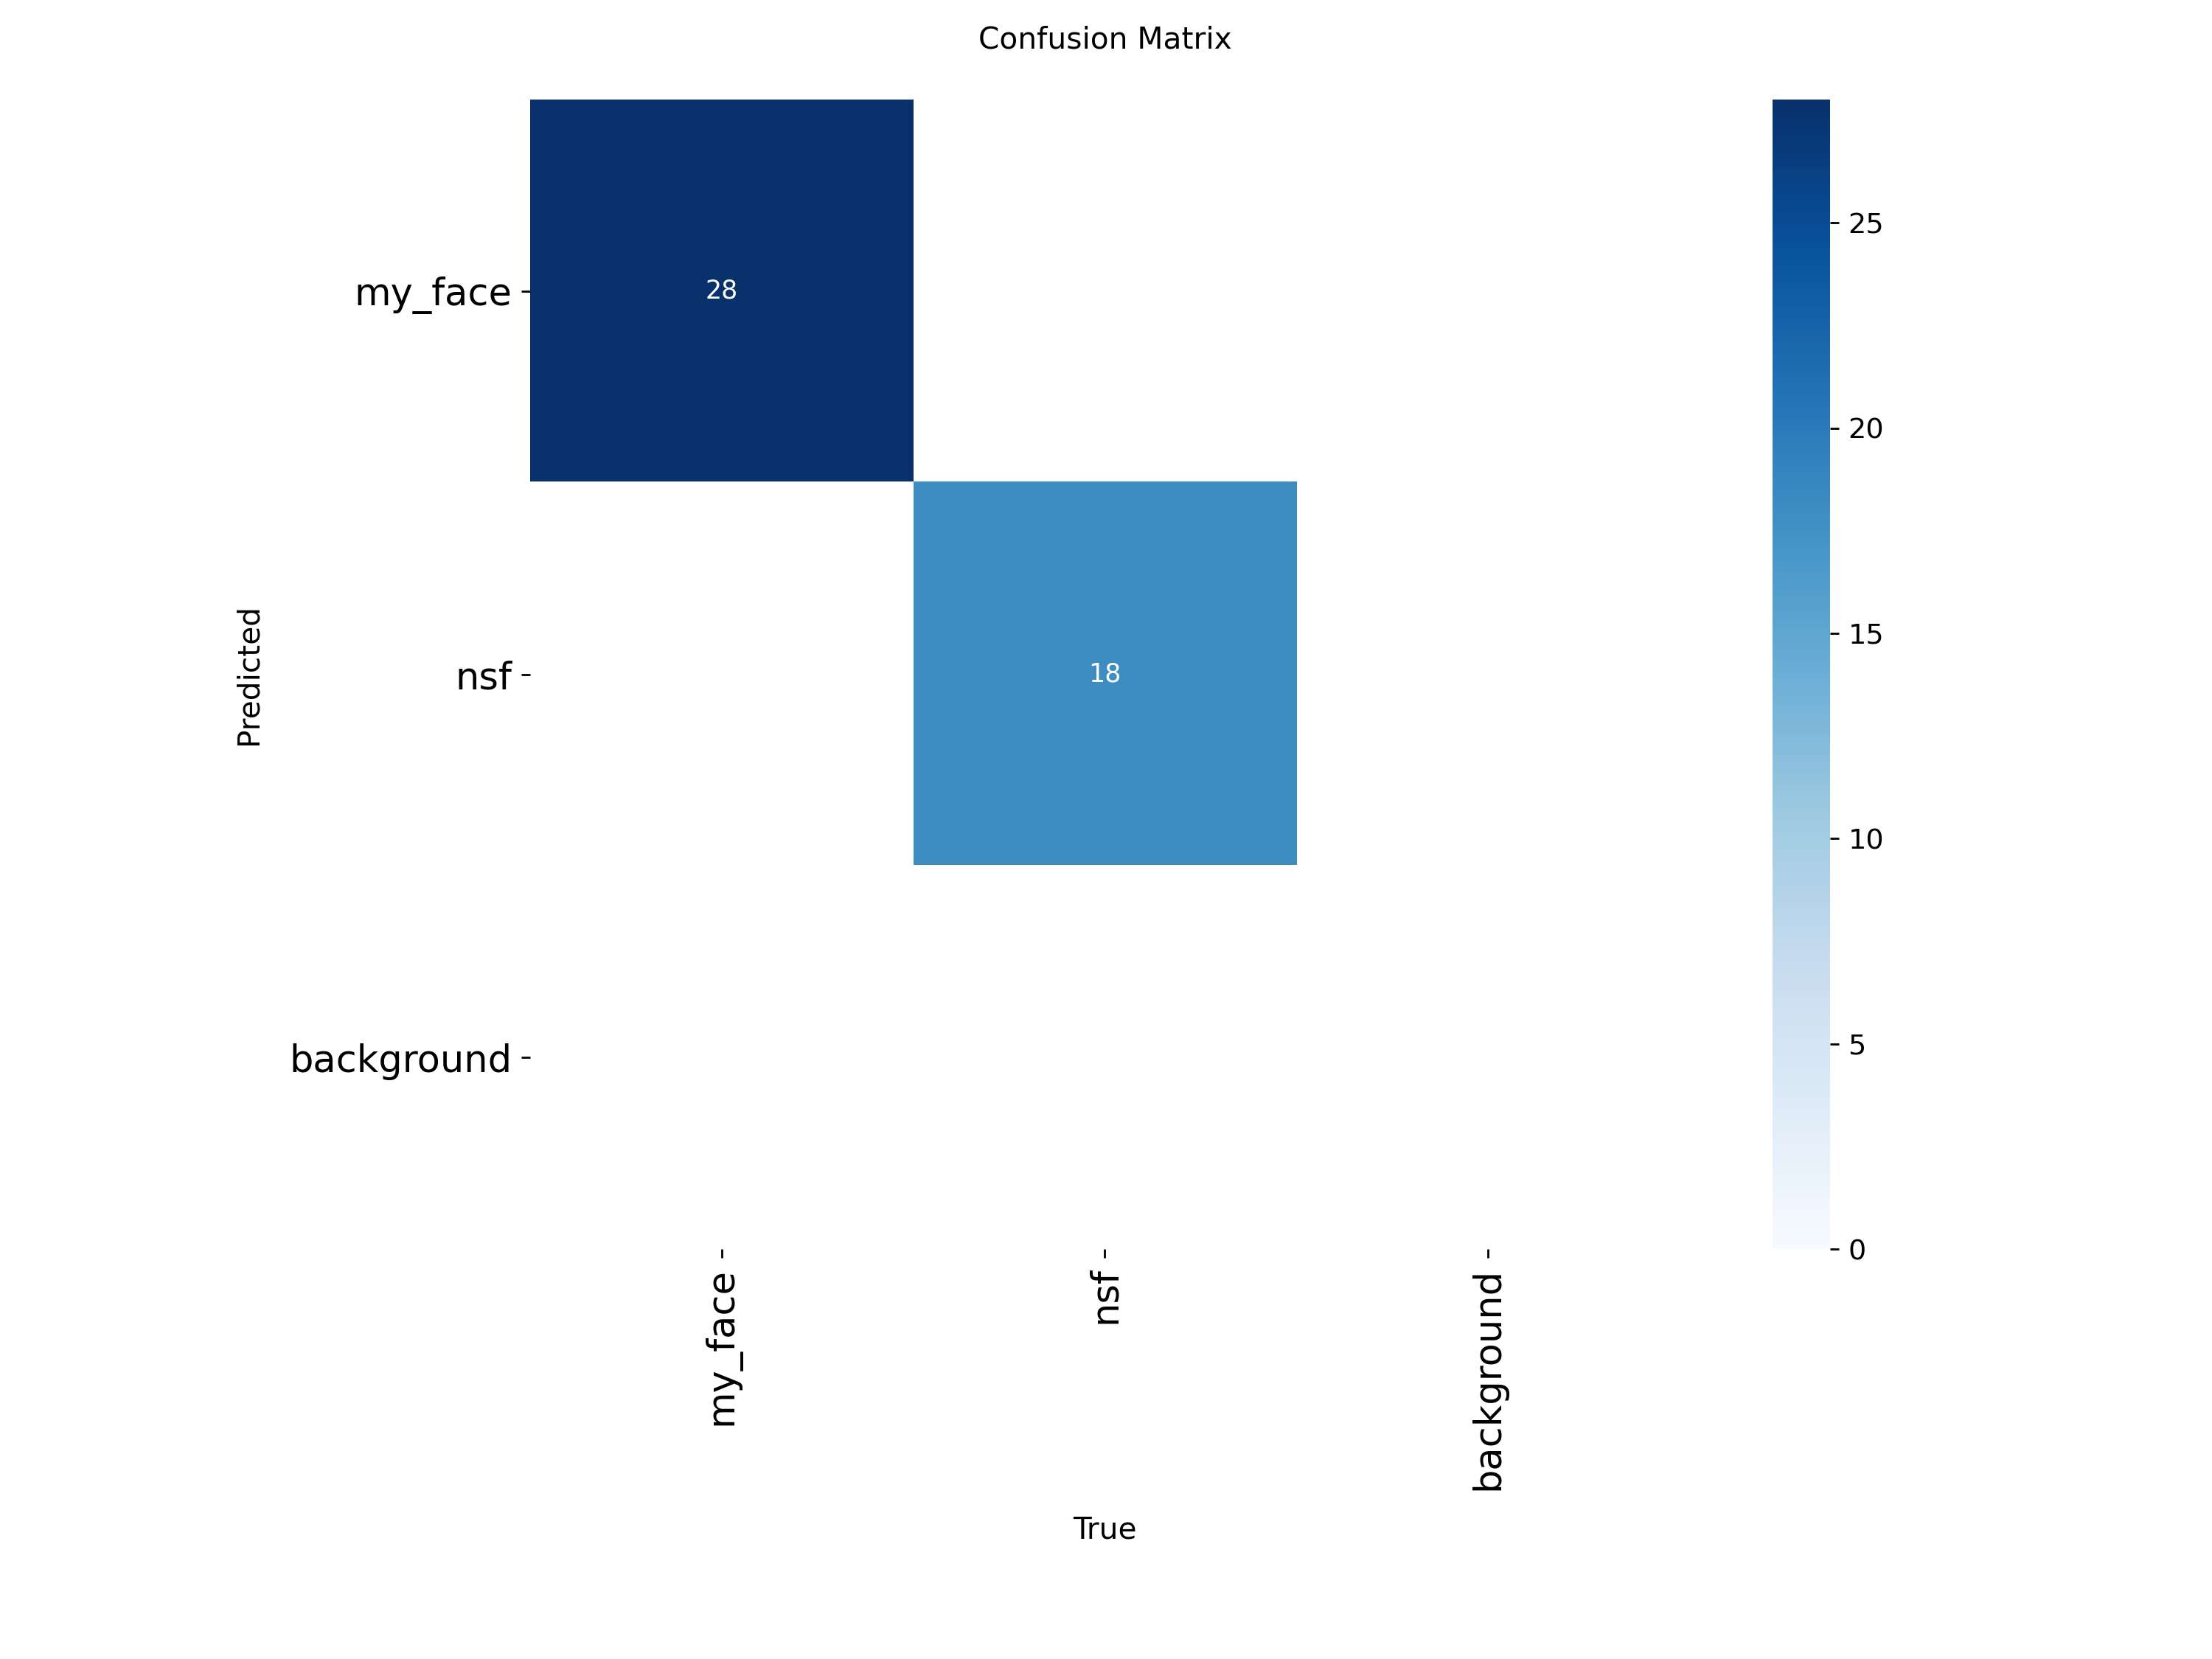 Confusion Matrix
my_face
28
nsf
18
background
Predicted
my_face
nsf
background
True
25
20
15
10
5
0